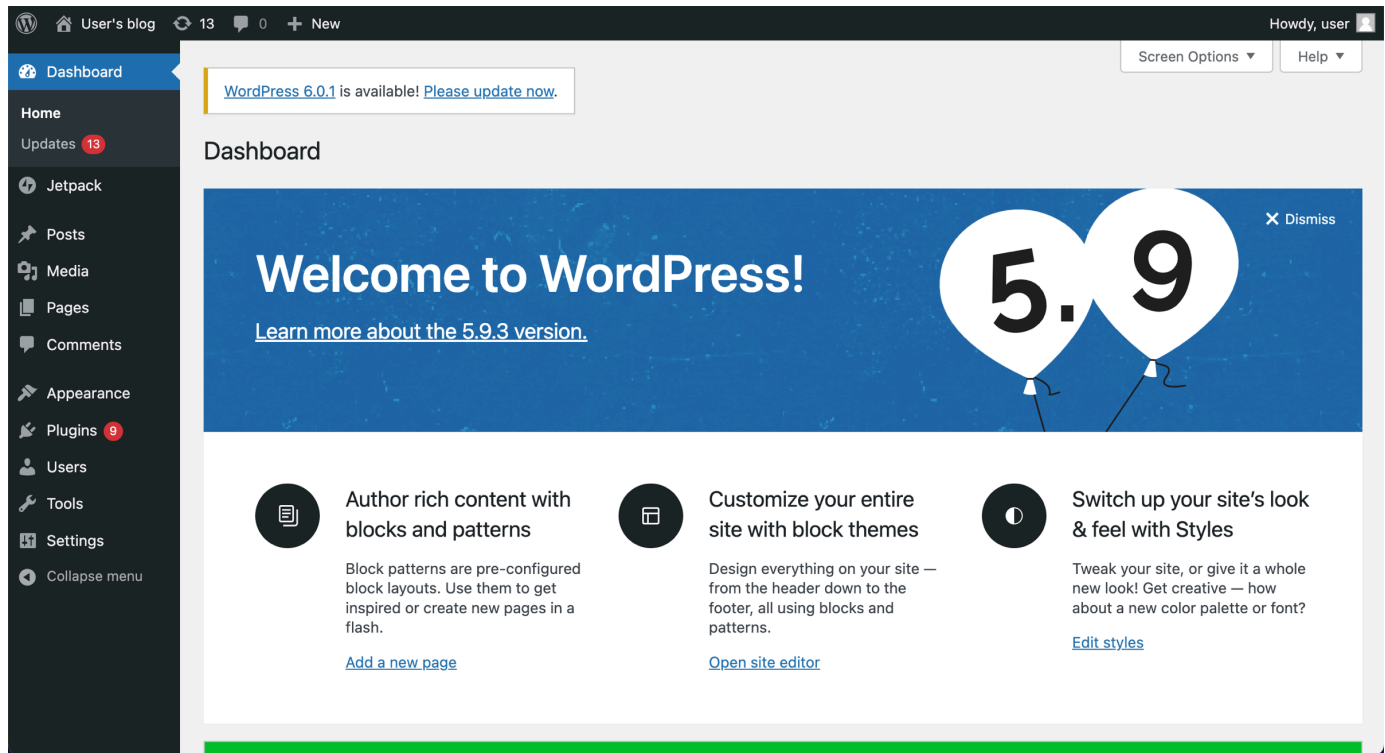 User's blog 13 0 New Howdy, user
Screen Options Help
Dashboard
Home
Updates 13
Jetpack
Posts
Media
Pages
Comments
Appearance
Plugins 9
Users
Tools
Settings
Collapse menu
WordPress 6.0.1 is available! Please update now.
Dashboard
Dismiss
Welcome to WordPress!
Learn more about the 5.9.3 version.
5.9
Author rich content with
blocks and patterns
Block patterns are pre-configured
block layouts. Use them to get
inspired or create new pages in a
flash.
Add a new page
Customize your entire
site with block themes
Design everything on your site —
from the header down to the
footer, all using blocks and
patterns.
Open site editor
Switch up your site's look
& feel with Styles
Tweak your site, or give it a whole
new look! Get creative — how
about a new color palette or font?
Edit styles